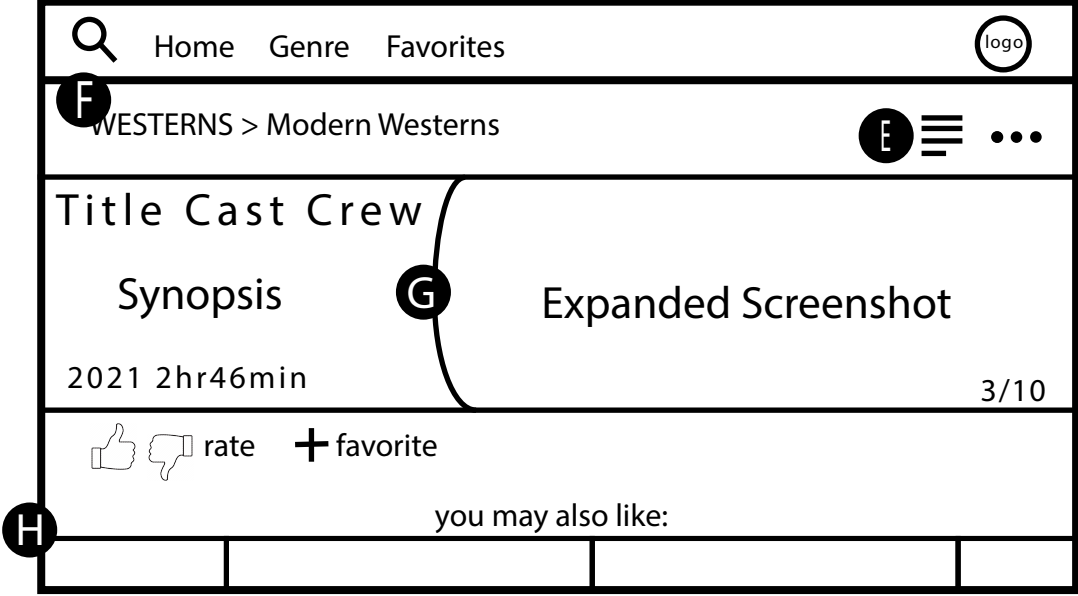 Home Genre Favorites logo
F
WESTERNS > Modern Westerns
E
Title Cast Crew
Synopsis
G
Expanded Screenshot
2021 2hr46min
3/10
rate + favorite
you may also like:
H